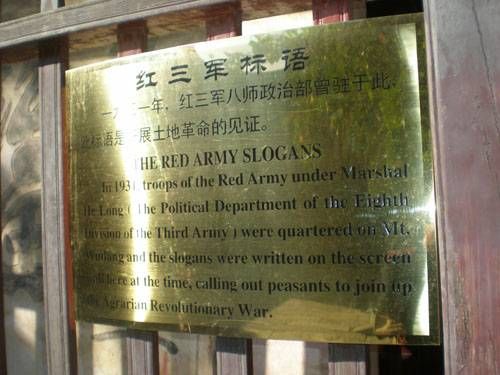 红三军标语
一九三一年，红三军八师政治部曾驻于此，
此标语是开展土地革命的见证。
THE RED ARMY SLOGANS
In 1931, troops of the Red Army under Marshal
He Long ( The Political Department of the Eighth
Division of the Third Army ) were quartered on Mt.
Wudang and the slogans were written on the screen
wall here at the time, calling out peasants to join up
the Agrarian Revolutionary War.